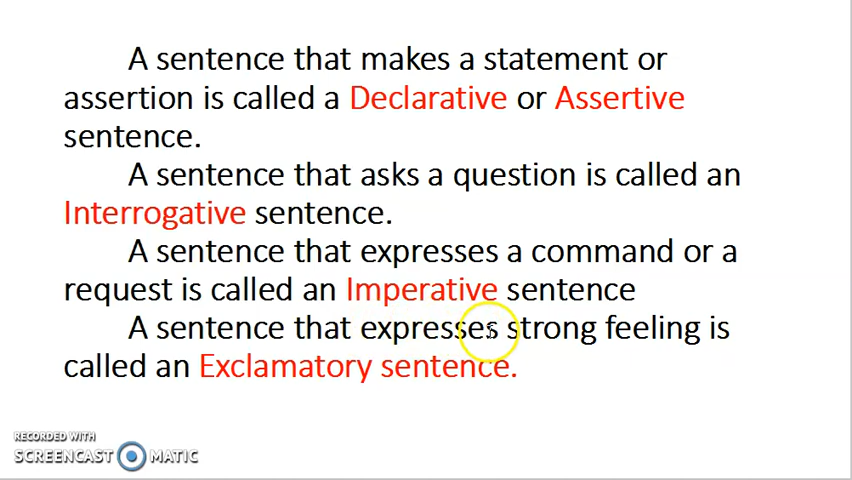 A sentence that makes a statement or
assertion is called a Declarative or Assertive
sentence.
A sentence that asks a question is called an
Interrogative sentence.
A sentence that expresses a command or a
request is called an Imperative sentence
A sentence that expresses strong feeling is
called an Exclamatory sentence.
RECORDED WITH
SCREENCAST MATIC